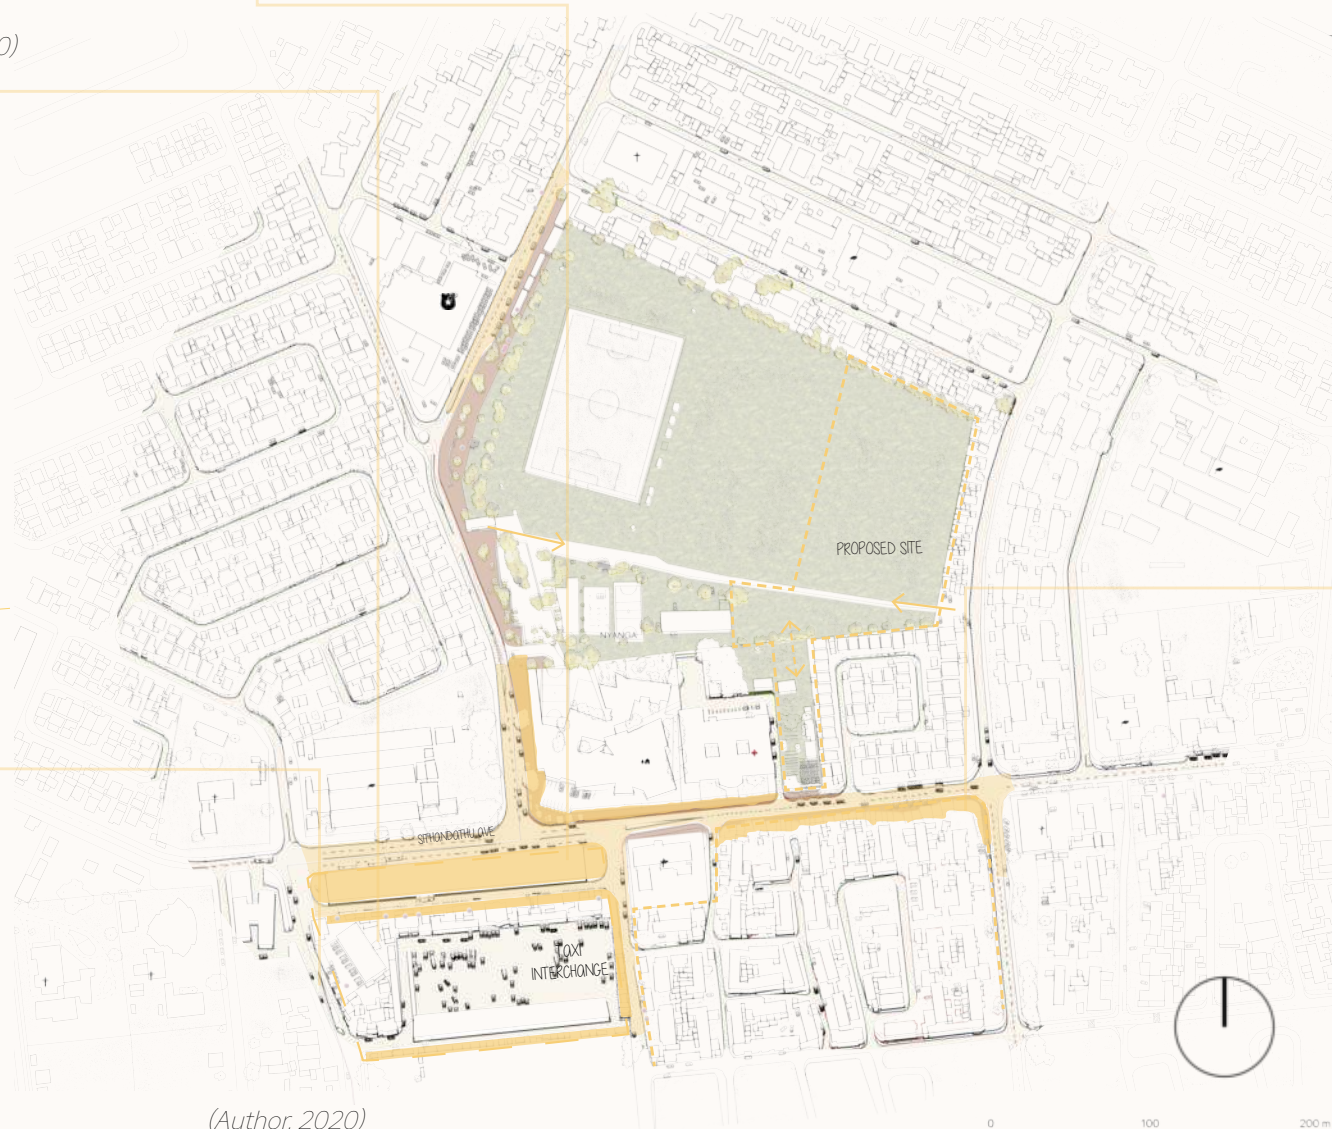 0)
PROPOSED SITE
NYANGA
SITHANDATHU AVE
TAXI
INTERCHANGE
(Author, 2020)
0 100 200 m